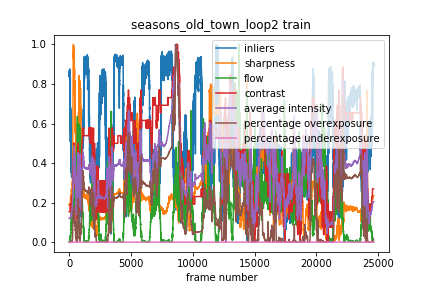 seasons_old_town_loop2 train
1.0
0.8
0.6
0.4
0.2
0.0
inliers
sharpness
flow
contrast
average intensity
percentage overexposure
percentage underexposure
0 5000 10000 15000 20000 25000
frame number